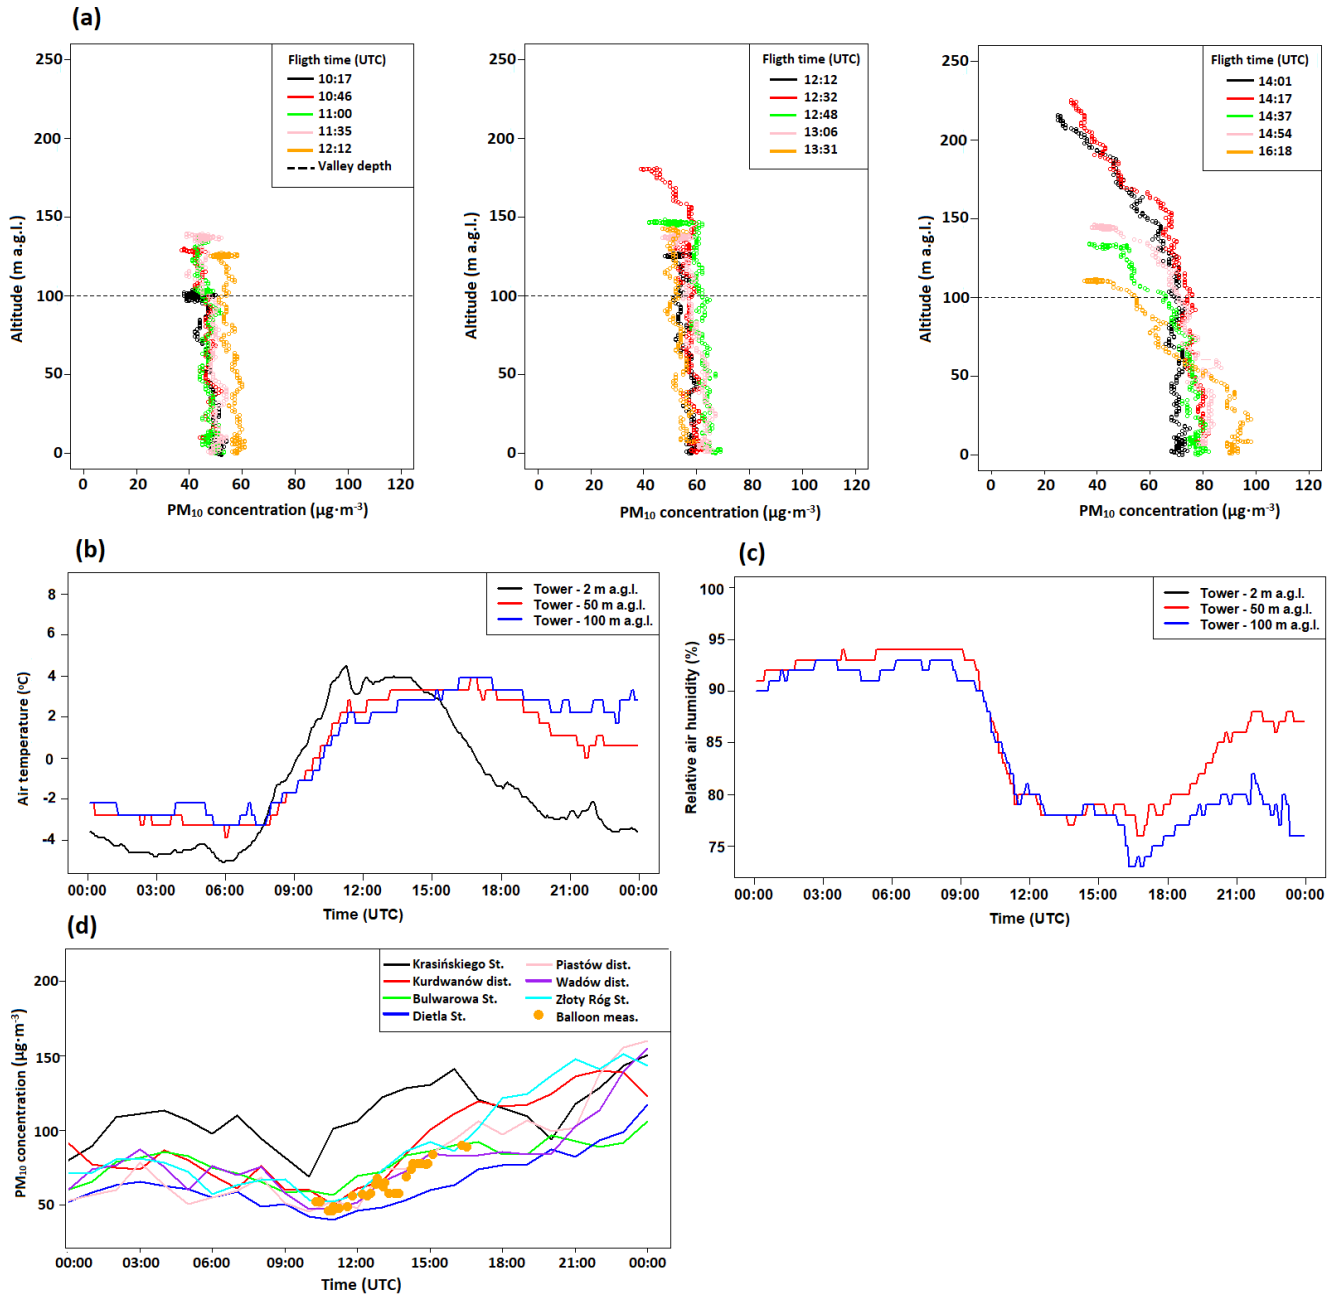 (a)
Fligth time (UTC)
10:17
10:46
11:00
11:35
12:12
Valley depth
250
200
150
100
50
0
Altitude (m a.g.l.)
0 20 40 60 80 100 120
PM₁₀ concentration (µg·m⁻³)
Fligth time (UTC)
12:12
12:32
12:48
13:06
13:31
250
200
150
100
50
0
Altitude (m a.g.l.)
0 20 40 60 80 100 120
PM₁₀ concentration (µg·m⁻³)
Fligth time (UTC)
14:01
14:17
14:37
14:54
16:18
250
200
150
100
50
0
Altitude (m a.g.l.)
0 20 40 60 80 100 120
PM₁₀ concentration (µg·m⁻³)
(b)
Tower - 2 m a.g.l.
Tower - 50 m a.g.l.
Tower - 100 m a.g.l.
8
6
4
2
0
-2
-4
Air temperature (°C)
00:00 03:00 06:00 09:00 12:00 15:00 18:00 21:00 00:00
Time (UTC)
(c)
Tower - 2 m a.g.l.
Tower - 50 m a.g.l.
Tower - 100 m a.g.l.
100
95
90
85
80
75
Relative air humidity (%)
00:00 03:00 06:00 09:00 12:00 15:00 18:00 21:00 00:00
Time (UTC)
(d)
Krasińskiego St.
Kurdwanów dist.
Bulwarowa St.
Dietla St.
Piastów dist.
Wadów dist.
Złoty Róg St.
Balloon meas.
200
150
100
50
PM₁₀ concentration (µg·m⁻³)
00:00 03:00 06:00 09:00 12:00 15:00 18:00 21:00 00:00
Time (UTC)